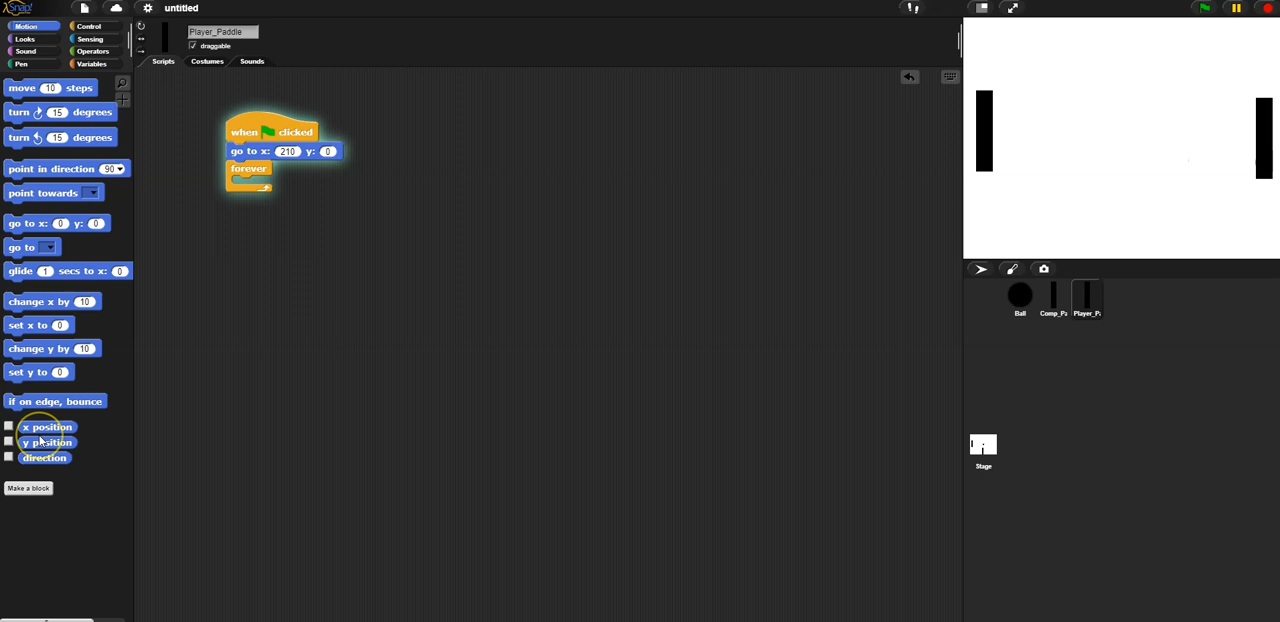 Snap! untitled
Motion Control
Looks Sensing
Sound Operators
Pen Variables
Player_Paddle
draggable
Scripts Costumes Sounds
move 10 steps
turn 15 degrees
turn 15 degrees
point in direction 90
point towards
go to x: 0 y: 0
go to
glide 1 secs to x: 0
change x by 10
set x to 0
change y by 10
set y to 0
if on edge, bounce
x position
y position
direction
Make a block
when clicked
go to x: 210 y: 0
forever
Ball Comp_Pa Player_P
Stage